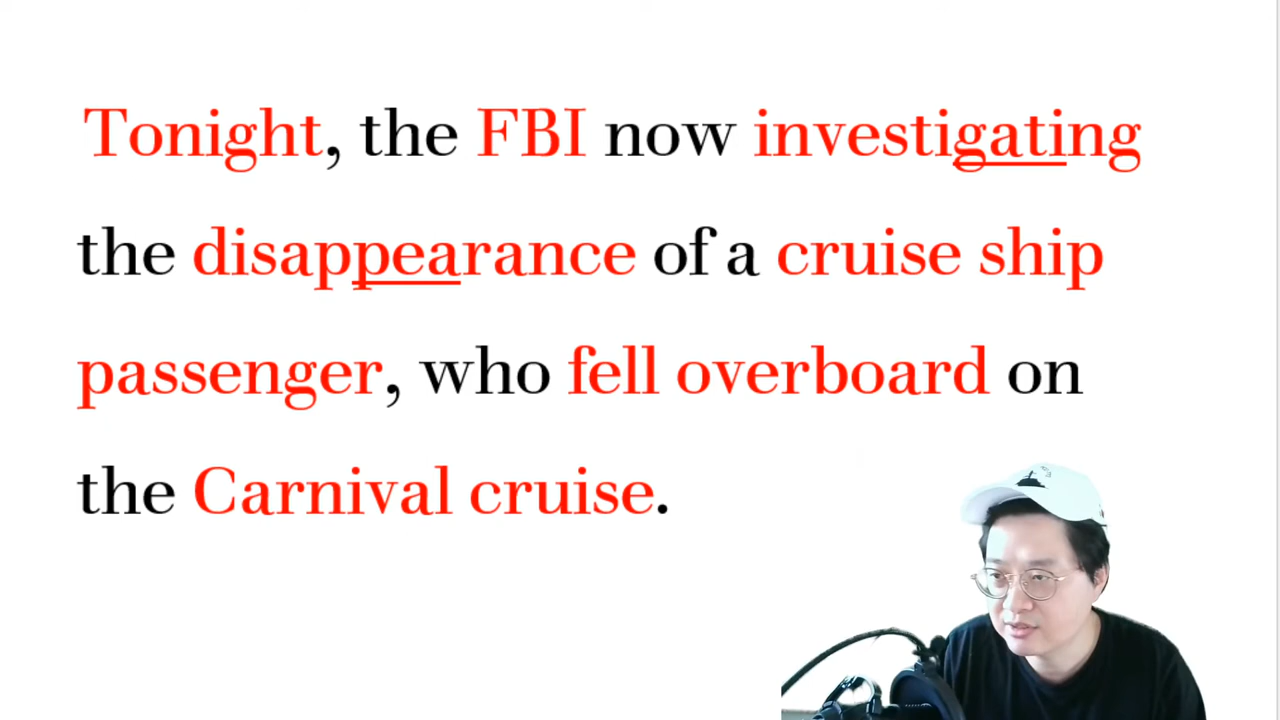 Tonight, the FBI now investigating
the disappearance of a cruise ship
passenger, who fell overboard on
the Carnival cruise.